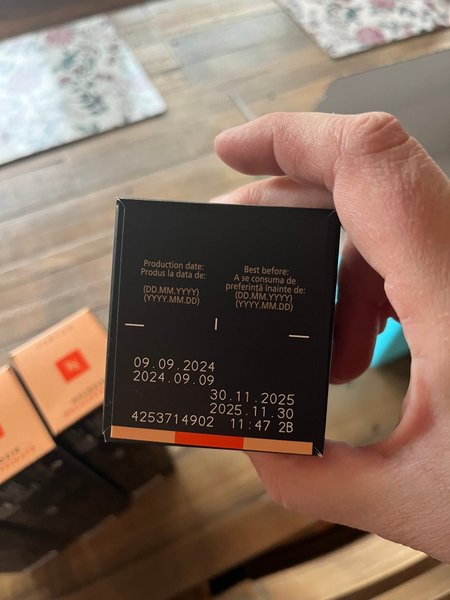 Production date:
Produs la data de:
(DD.MM.YYYY)
(YYYY.MM.DD)
Best before:
A se consuma de
preferință înainte de:
(DD.MM.YYYY)
(YYYY.MM.DD)
09.09.2024
2024.09.09
30.11.2025
2025.11.30
4253714902 11:47 2B